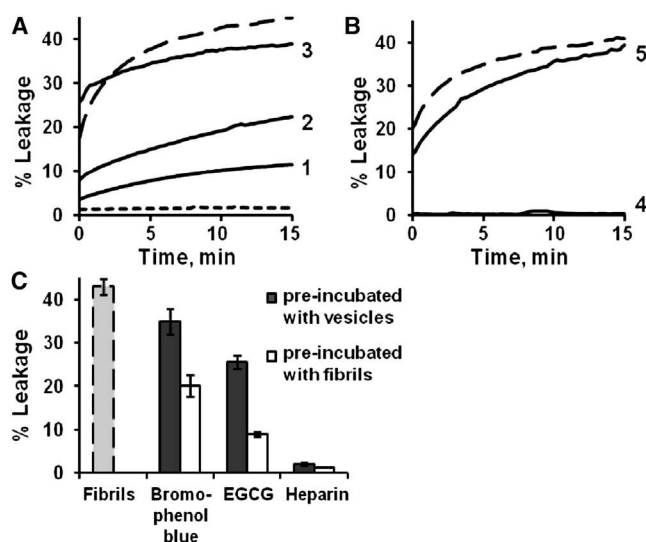 A
B
% Leakage
40
30
20
10
0
3
2
1
0
5
10
15
Time, min
% Leakage
40
30
20
10
0
5
4
0
5
10
15
Time, min
C
% Leakage
40
30
20
10
0
pre-incubated
with vesicles
pre-incubated
with fibrils
Fibrils
Bromo-
phenol
blue
EGCG
Heparin